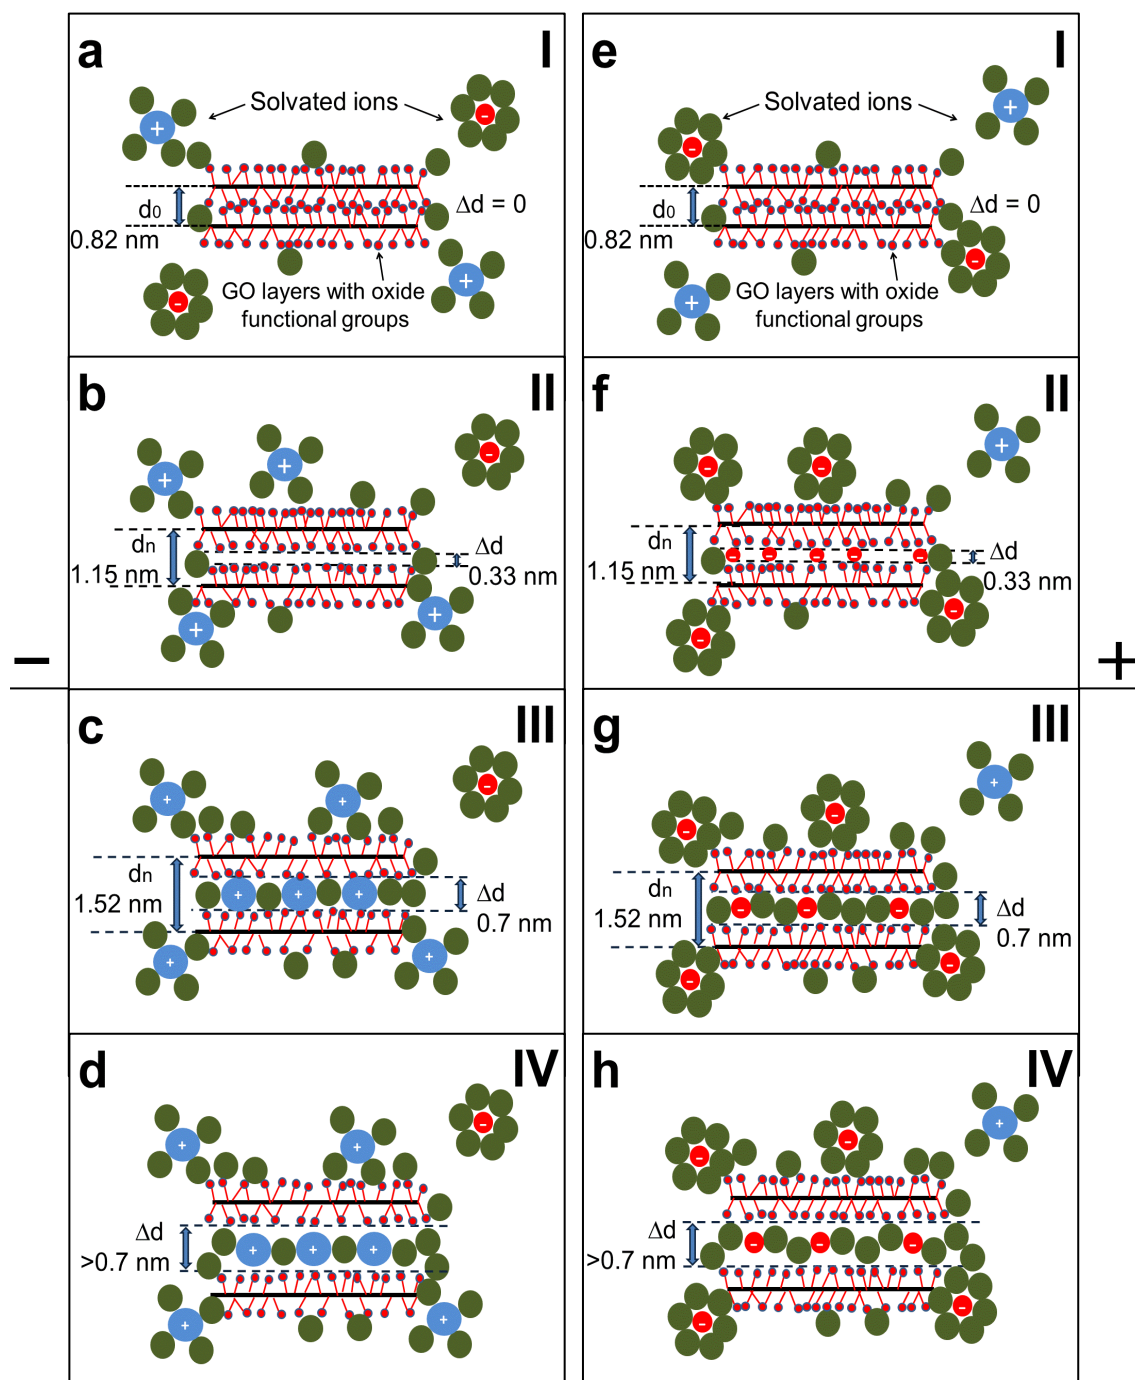 a
I
Solvated ions
+
-
d0
0.82 nm
Δd = 0
-
+
GO layers with oxide
functional groups
e
I
Solvated ions
-
+
d0
0.82 nm
Δd = 0
-
+
GO layers with oxide
functional groups
b
II
+
+
-
dn
1.15 nm
Δd
0.33 nm
+
+
f
II
-
-
+
dn
1.15 nm
- - - - -
Δd
0.33 nm
-
-
−
+
c
III
+
+
-
dn
1.52 nm
+ + +
Δd
0.7 nm
+
+
g
III
-
-
+
dn
1.52 nm
- - -
Δd
0.7 nm
-
-
d
IV
+
+
-
Δd
>0.7 nm
+ + +
+
+
h
IV
-
-
+
Δd
>0.7 nm
- - -
-
-